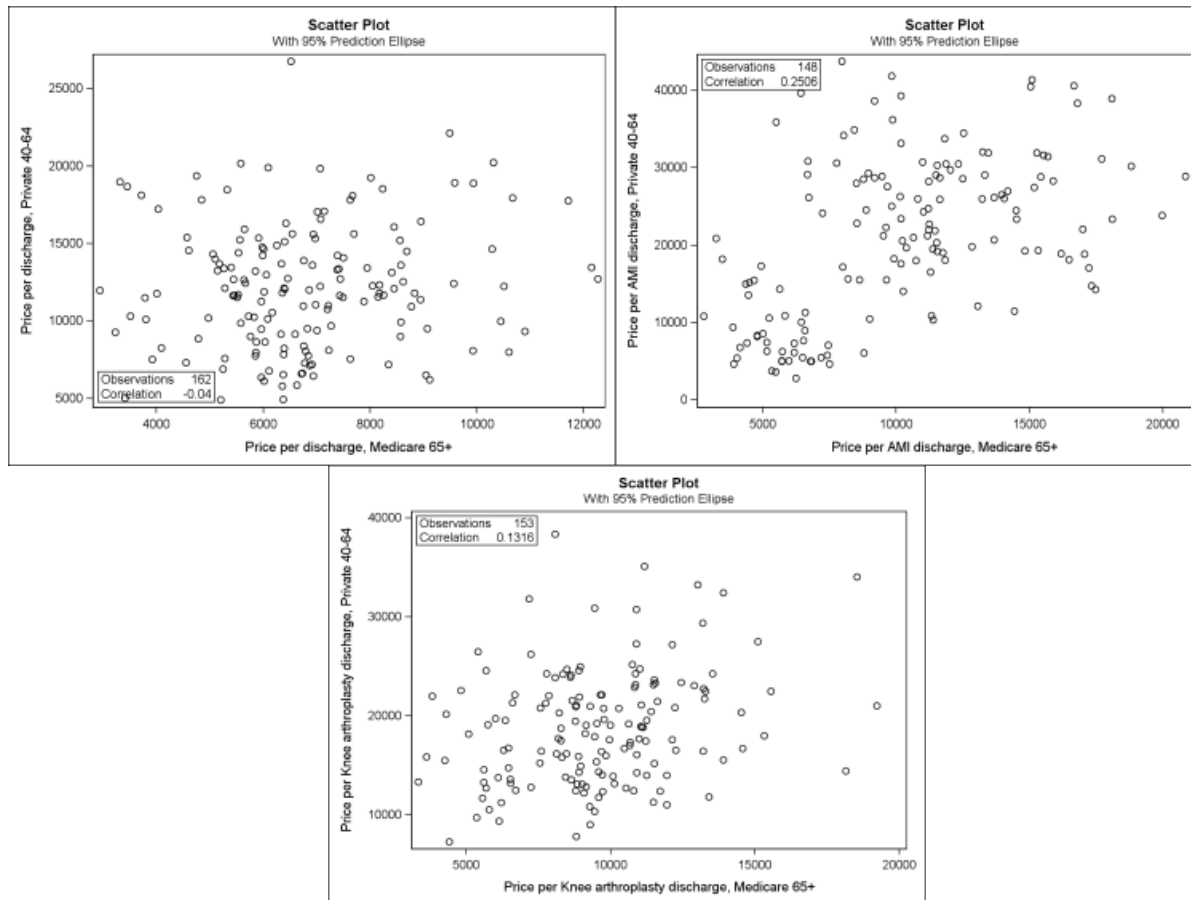 Scatter Plot
With 95% Prediction Ellipse
Price per discharge, Private 40-64
25000
20000
15000
10000
5000
Observations 162
Correlation -0.04
4000 6000 8000 10000 12000
Price per discharge, Medicare 65+
Scatter Plot
With 95% Prediction Ellipse
Observations 148
Correlation 0.2506
Price per AMI discharge, Private 40-64
40000
30000
20000
10000
0
5000 10000 15000 20000
Price per AMI discharge, Medicare 65+
Scatter Plot
With 95% Prediction Ellipse
Observations 153
Correlation 0.1316
Price per Knee arthroplasty discharge, Private 40-64
40000
30000
20000
10000
5000 10000 15000 20000
Price per Knee arthroplasty discharge, Medicare 65+